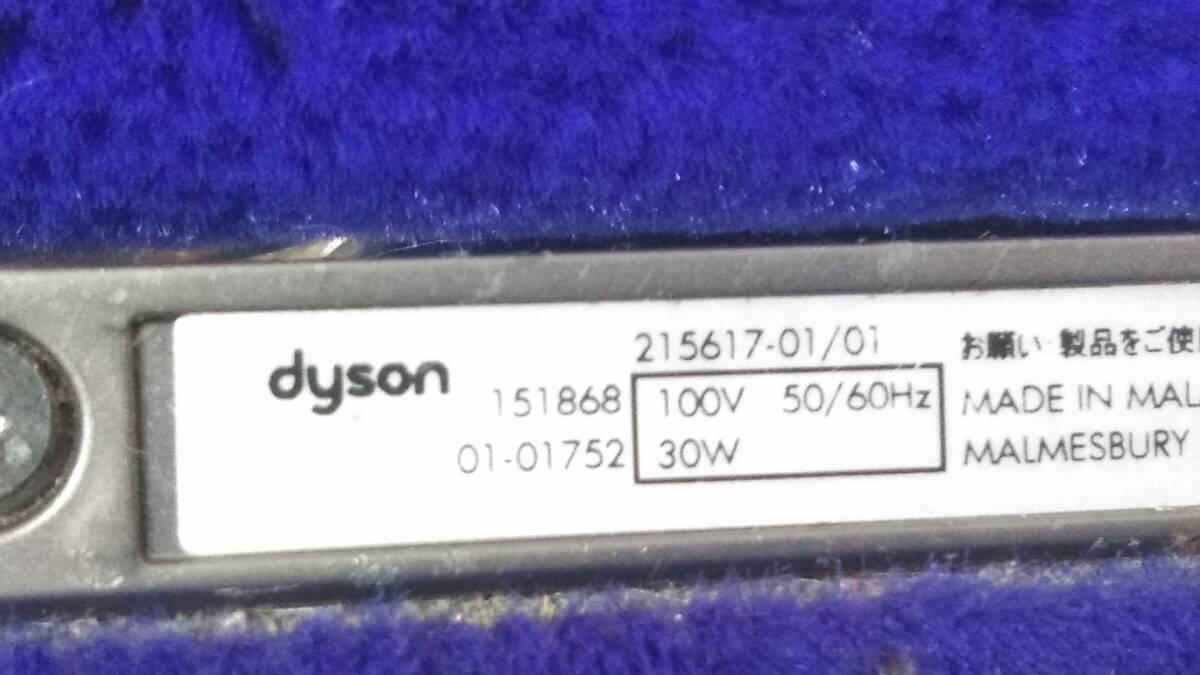 dyson
215617-01/01
151868
01-01752
100V 50/60Hz
30W
お願い 製品をご使
MADE IN MAL
MALMESBURY